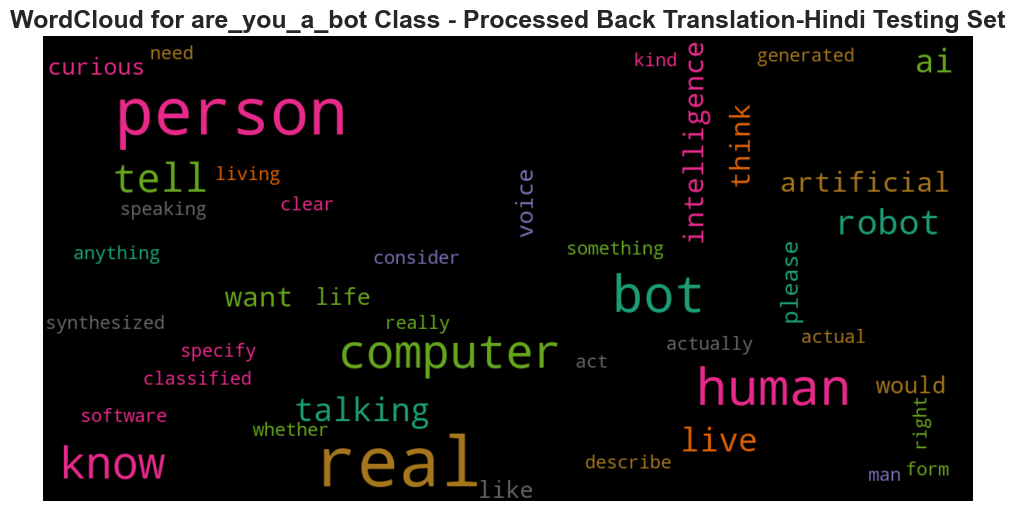 WordCloud for are_you_a_bot Class - Processed Back Translation-Hindi Testing Set
need
curious
kind
generated
ai
person
intelligence
think
tell
living
artificial
speaking
clear
voice
robot
anything
consider
something
please
want
life
bot
synthesized
really
specify
computer
act
actually
actual
classified
human
would
software
talking
whether
right
know
real
live
like
describe
man
form